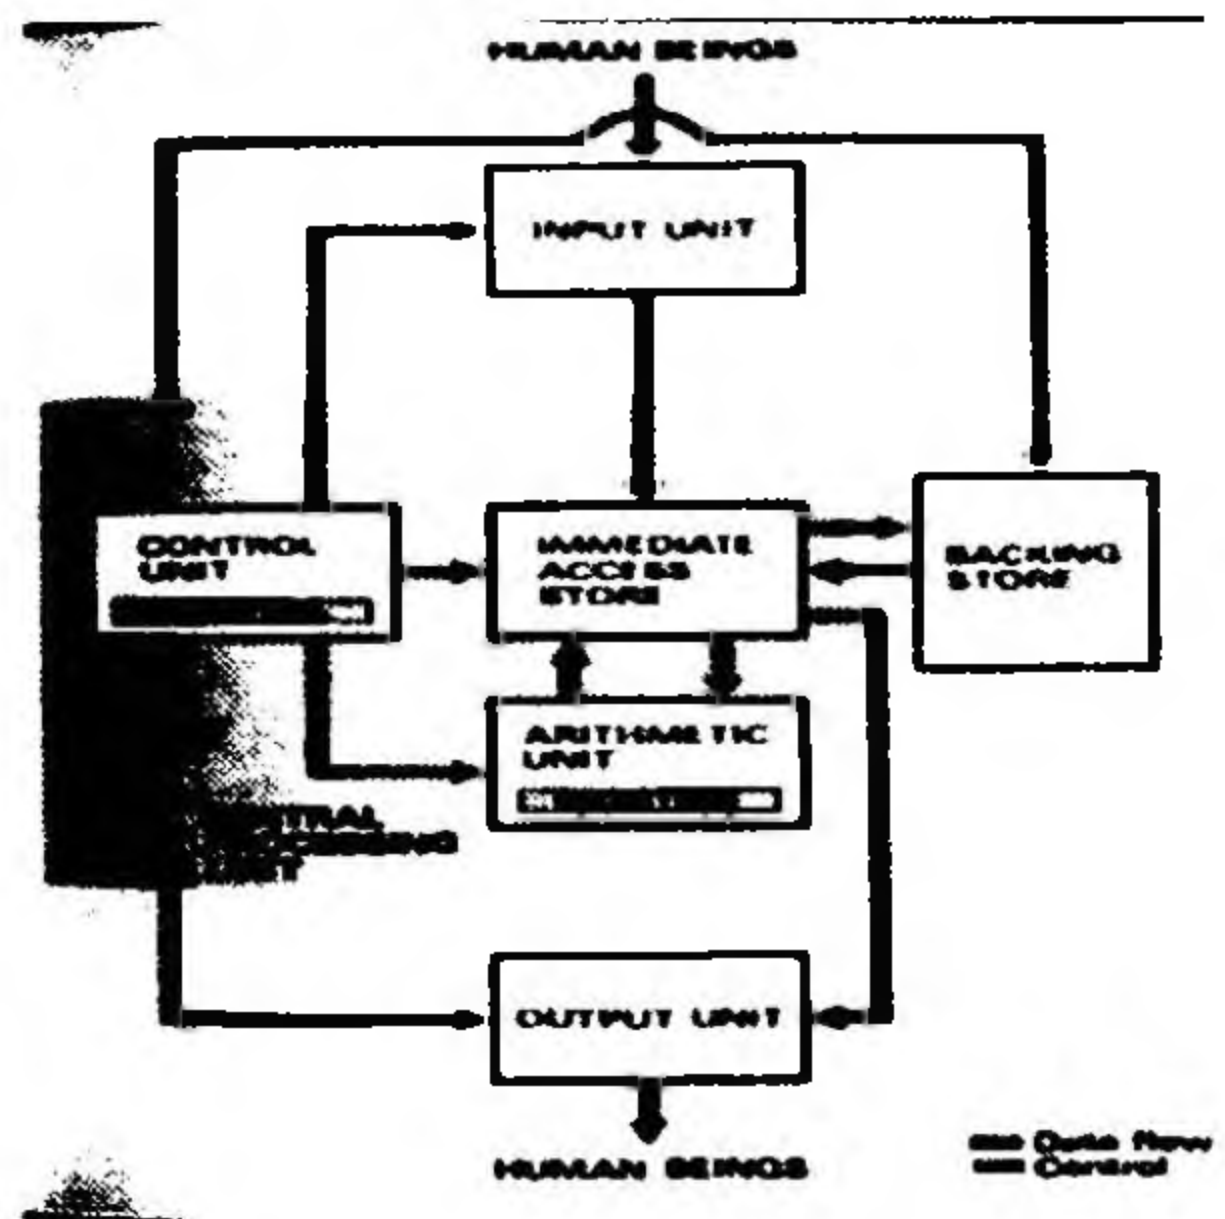 HUMAN BEINGS
INPUT UNIT
CONTROL
UNIT
IMMEDIATE
ACCESS
STORE
BACKING
STORE
ARITHMETIC
UNIT
OUTPUT UNIT
HUMAN BEINGS
Data flow
Control